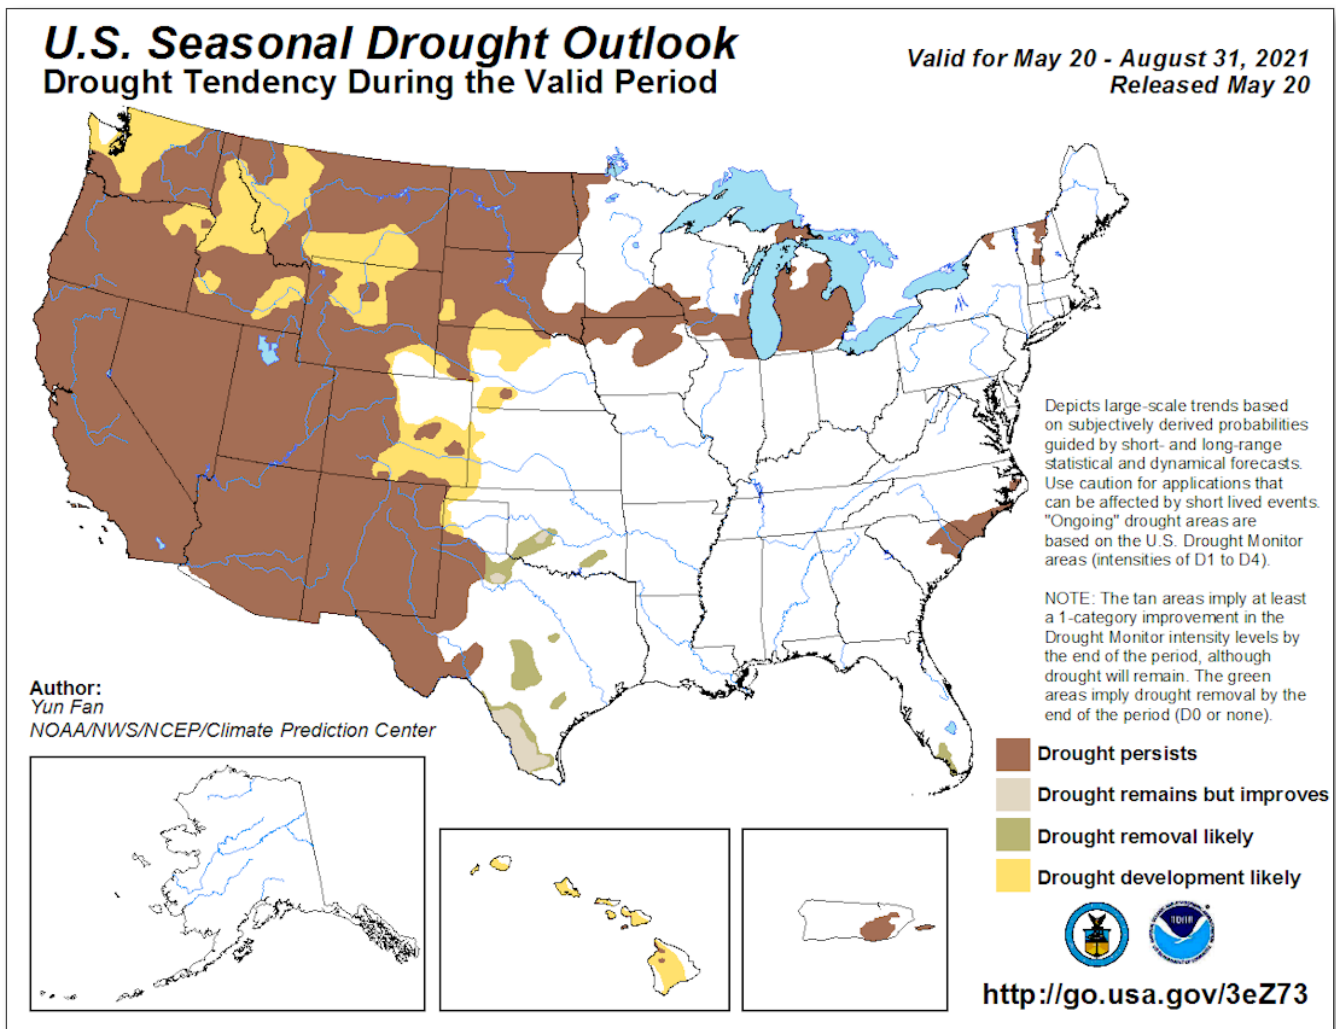 U.S. Seasonal Drought Outlook
Drought Tendency During the Valid Period
Valid for May 20 - August 31, 2021
Released May 20
Depicts large-scale trends based
on subjectively derived probabilities
guided by short- and long-range
statistical and dynamical forecasts.
Use caution for applications that
can be affected by short lived events.
"Ongoing" drought areas are
based on the U.S. Drought Monitor
areas (intensities of D1 to D4).
NOTE: The tan areas imply at least
a 1-category improvement in the
Drought Monitor intensity levels by
the end of the period, although
drought will remain. The green
areas imply drought removal by the
end of the period (D0 or none).
Author:
Yun Fan
NOAA/NWS/NCEP/Climate Prediction Center
Drought persists
Drought remains but improves
Drought removal likely
Drought development likely
http://go.usa.gov/3eZ73